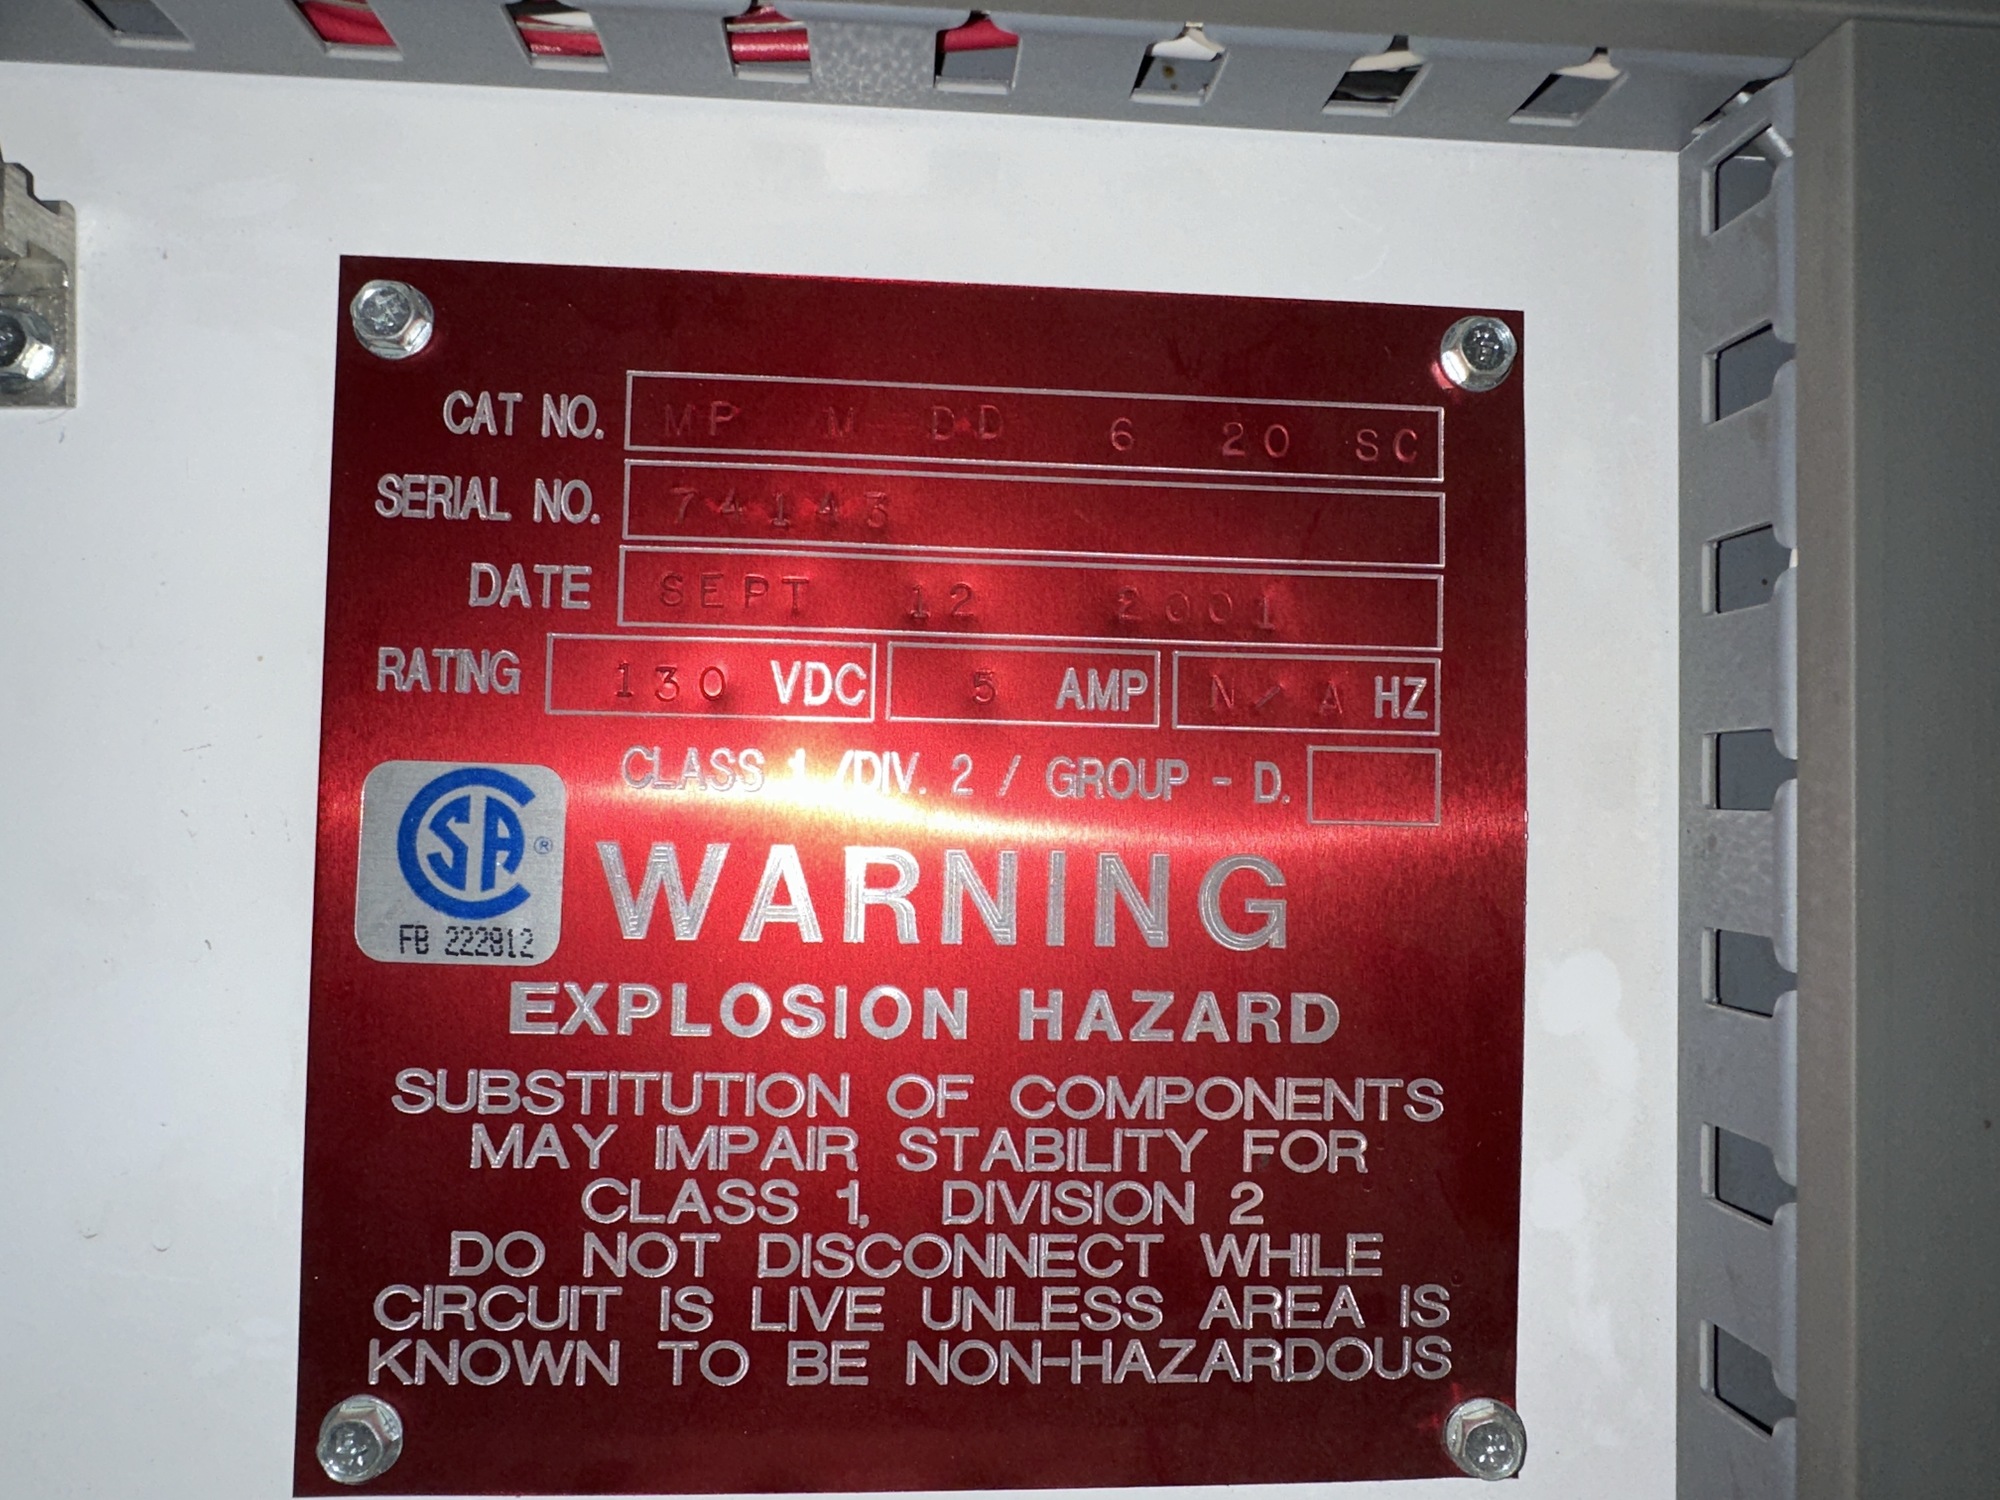 CAT NO. MP M DD 6 20 SC
SERIAL NO. 74143
DATE SEPT 12 2001
RATING 130 VDC 5 AMP N/A HZ
CLASS 1 /DIV. 2 / GROUP - D.
CSA ®
FB 222812
WARNING
EXPLOSION HAZARD
SUBSTITUTION OF COMPONENTS
MAY IMPAIR STABILITY FOR
CLASS 1, DIVISION 2
DO NOT DISCONNECT WHILE
CIRCUIT IS LIVE UNLESS AREA IS
KNOWN TO BE NON-HAZARDOUS